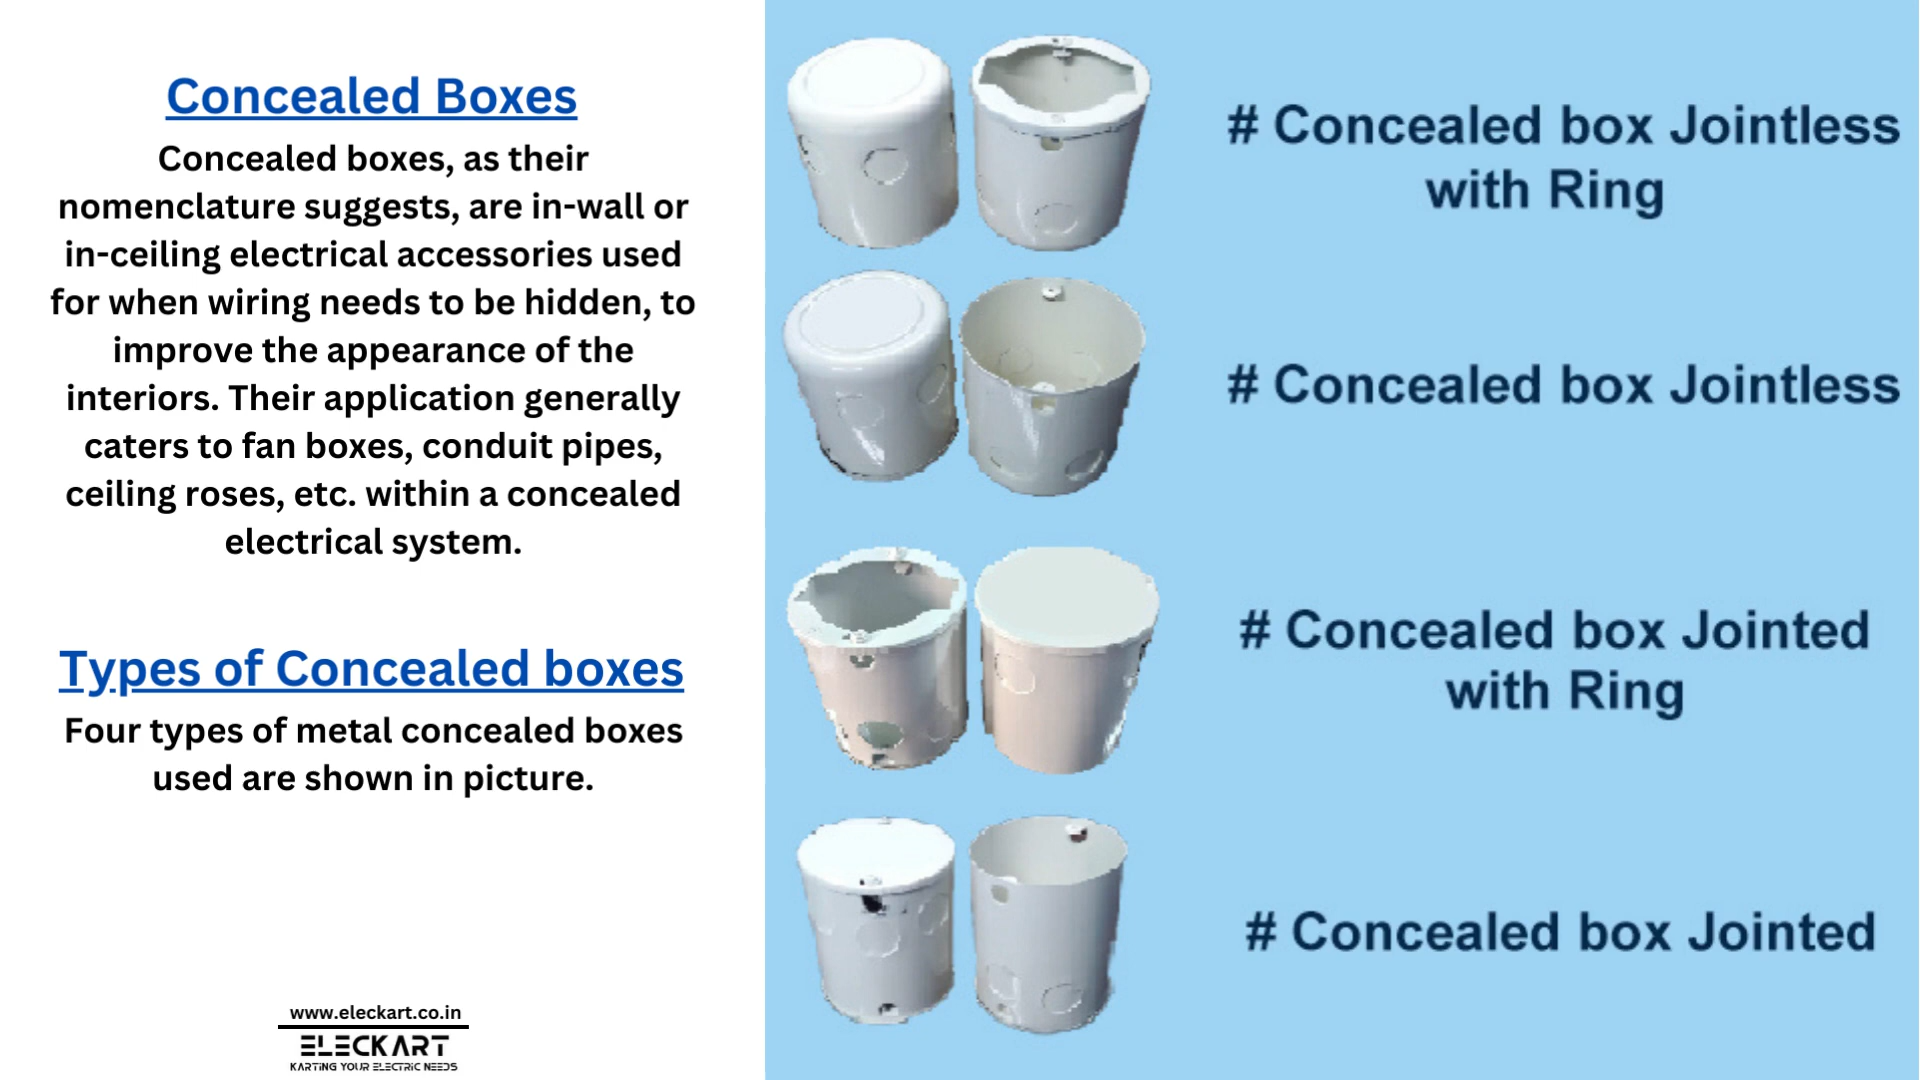 Concealed Boxes
Concealed boxes, as their
nomenclature suggests, are in-wall or
in-ceiling electrical accessories used
for when wiring needs to be hidden, to
improve the appearance of the
interiors. Their application generally
caters to fan boxes, conduit pipes,
ceiling roses, etc. within a concealed
electrical system.
Types of Concealed boxes
Four types of metal concealed boxes
used are shown in picture.
www.eleckart.co.in
ELECKART
KARTING YOUR ELECTRIC NEEDS
# Concealed box Jointless
with Ring
# Concealed box Jointless
# Concealed box Jointed
with Ring
# Concealed box Jointed